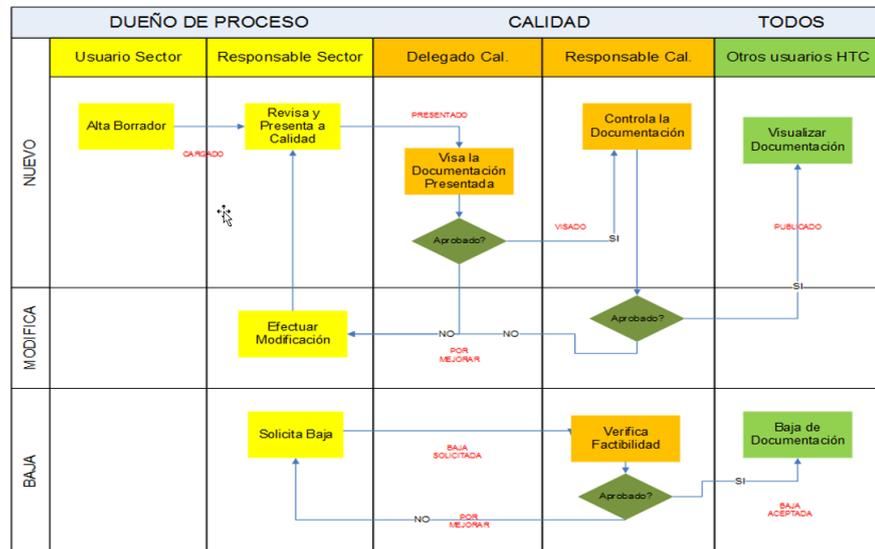 DUEÑO DE PROCESO
CALIDAD
TODOS
Usuario Sector
Responsable Sector
Delegado Cal.
Responsable Cal.
Otros usuarios HTC
NUEVO
Alta Borrador
CARGADO
Revisa y
Presenta a
Calidad
PRESENTADO
Visa la
Documentación
Presentada
Aprobado?
VISADO
SI
Controla la
Documentación
Visualizar
Documentación
PUBLICADO
SI
MODIFICA
Efectuar
Modificación
NO
NO
POR
MEJORAR
Aprobado?
BAJA
Solicita Baja
BAJA
SOLICITADA
Verifica
Factibilidad
Aprobado?
NO
POR
MEJORAR
SI
Baja de
Documentación
BAJA
ACEPTADA